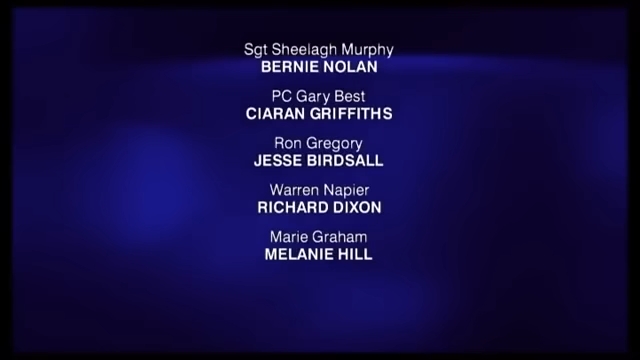 Sgt Sheelagh Murphy
BERNIE NOLAN
PC Gary Best
CIARAN GRIFFITHS
Ron Gregory
JESSE BIRDSALL
Warren Napier
RICHARD DIXON
Marie Graham
MELANIE HILL